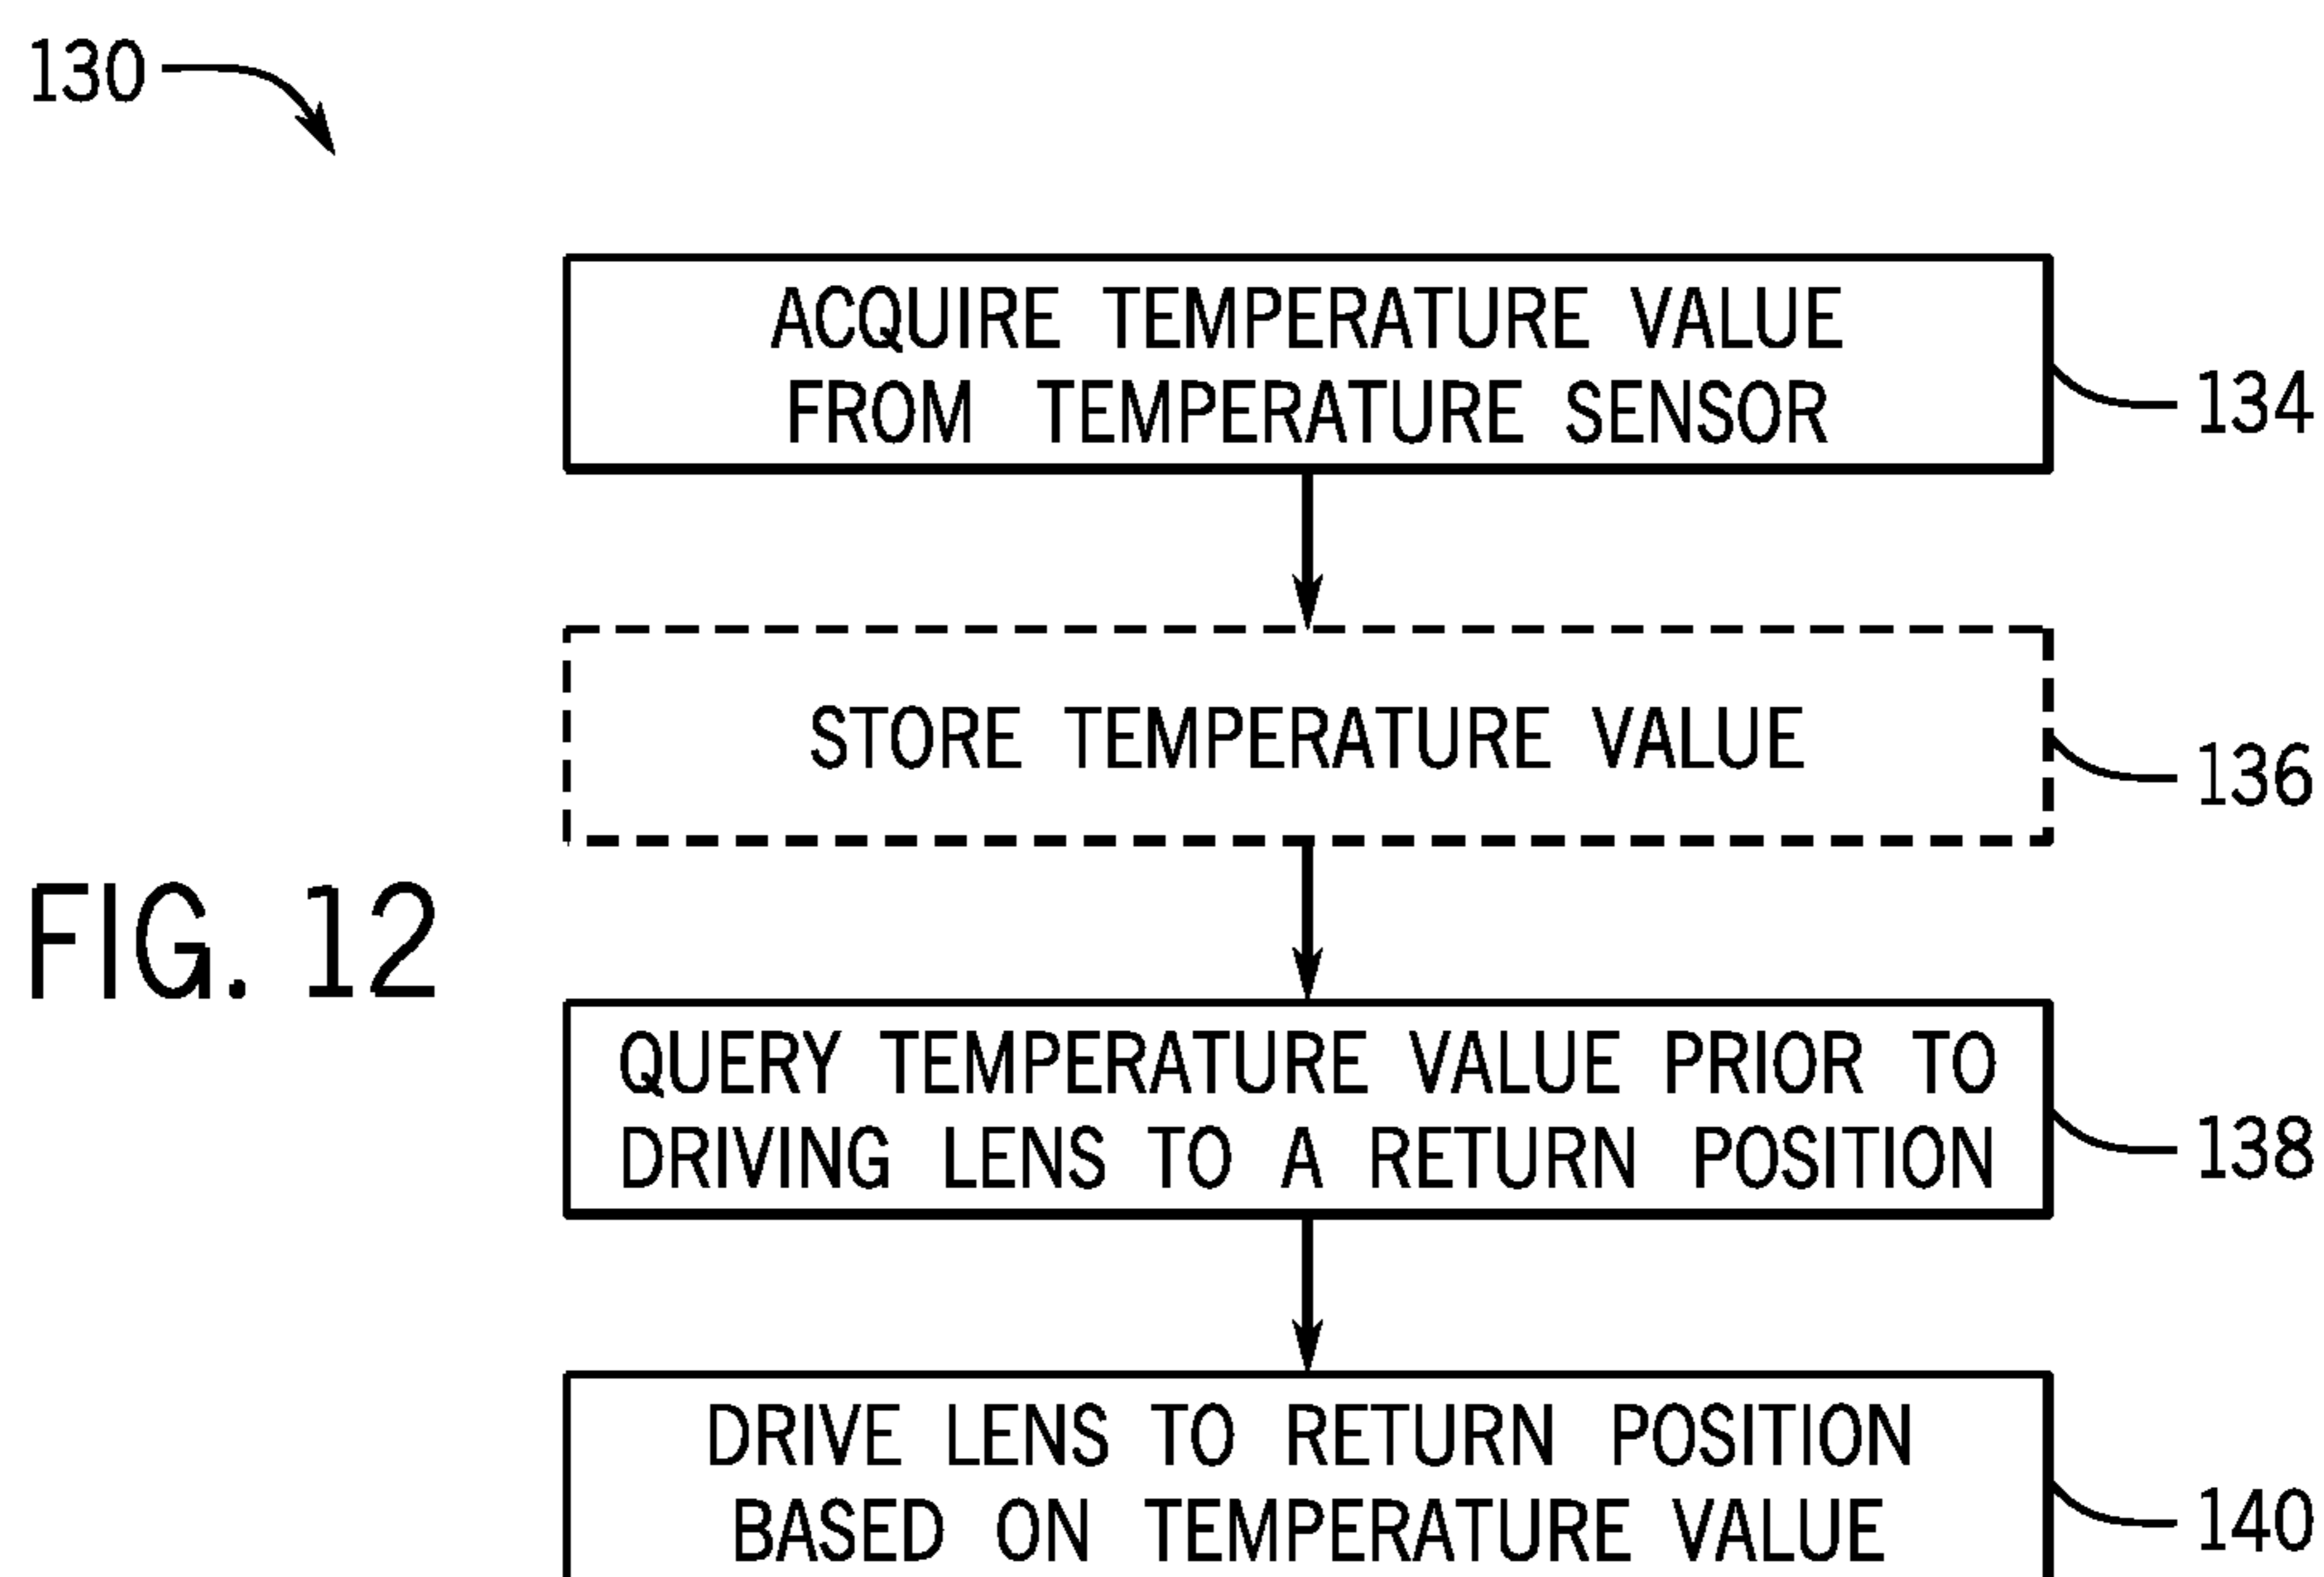 130
ACQUIRE TEMPERATURE VALUE
FROM TEMPERATURE SENSOR
134
STORE TEMPERATURE VALUE
136
FIG. 12
QUERY TEMPERATURE VALUE PRIOR TO
DRIVING LENS TO A RETURN POSITION
138
DRIVE LENS TO RETURN POSITION
BASED ON TEMPERATURE VALUE
140